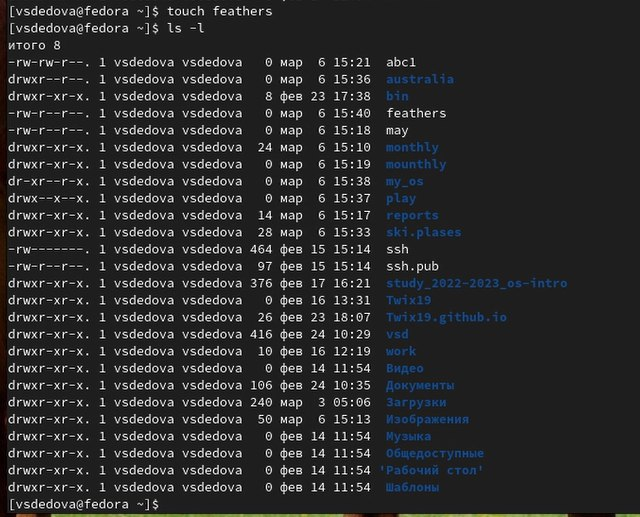 [vsdedova@fedora ~]$ touch feathers
[vsdedova@fedora ~]$ ls -l
итого 8
-rw-rw-r--. 1 vsdedova vsdedova   0 мар  6 15:21  abc1
drwxr--r--. 1 vsdedova vsdedova   0 мар  6 15:36  australia
drwxr-xr-x. 1 vsdedova vsdedova   8 фев 23 17:38  bin
-rw-r--r--. 1 vsdedova vsdedova   0 мар  6 15:40  feathers
-rw-r--r--. 1 vsdedova vsdedova   0 мар  6 15:18  may
drwxr-xr-x. 1 vsdedova vsdedova  24 мар  6 15:10  monthly
drwxr-xr-x. 1 vsdedova vsdedova   0 мар  6 15:19  mounthly
dr-xr--r--. 1 vsdedova vsdedova   0 мар  6 15:38  my_os
drwx--x--x. 1 vsdedova vsdedova   0 мар  6 15:37  play
drwxr-xr-x. 1 vsdedova vsdedova  14 мар  6 15:17  reports
drwxr-xr-x. 1 vsdedova vsdedova  28 мар  6 15:33  ski.plases
-rw-------. 1 vsdedova vsdedova 464 фев 15 15:14  ssh
-rw-r--r--. 1 vsdedova vsdedova  97 фев 15 15:14  ssh.pub
drwxr-xr-x. 1 vsdedova vsdedova 376 фев 17 16:21  study_2022-2023_os-intro
drwxr-xr-x. 1 vsdedova vsdedova   0 фев 16 13:31  Twix19
drwxr-xr-x. 1 vsdedova vsdedova  26 фев 23 18:07  Twix19.github.io
drwxr-xr-x. 1 vsdedova vsdedova 416 фев 24 10:29  vsd
drwxr-xr-x. 1 vsdedova vsdedova  10 фев 16 12:19  work
drwxr-xr-x. 1 vsdedova vsdedova   0 фев 14 11:54  Видео
drwxr-xr-x. 1 vsdedova vsdedova 106 фев 24 10:35  Документы
drwxr-xr-x. 1 vsdedova vsdedova 240 мар  3 05:06  Загрузки
drwxr-xr-x. 1 vsdedova vsdedova  50 мар  6 15:13  Изображения
drwxr-xr-x. 1 vsdedova vsdedova   0 фев 14 11:54  Музыка
drwxr-xr-x. 1 vsdedova vsdedova   0 фев 14 11:54  Общедоступные
drwxr-xr-x. 1 vsdedova vsdedova   0 фев 14 11:54 'Рабочий стол'
drwxr-xr-x. 1 vsdedova vsdedova   0 фев 14 11:54  Шаблоны
[vsdedova@fedora ~]$